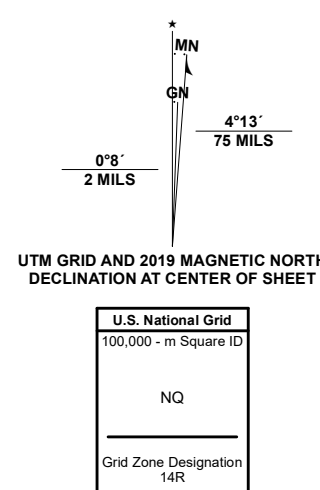 MN
GN
4°13´
75 MILS
0°8´
2 MILS
UTM GRID AND 2019 MAGNETIC NORTH
DECLINATION AT CENTER OF SHEET
U.S. National Grid
100,000 - m Square ID
NQ
Grid Zone Designation
14R